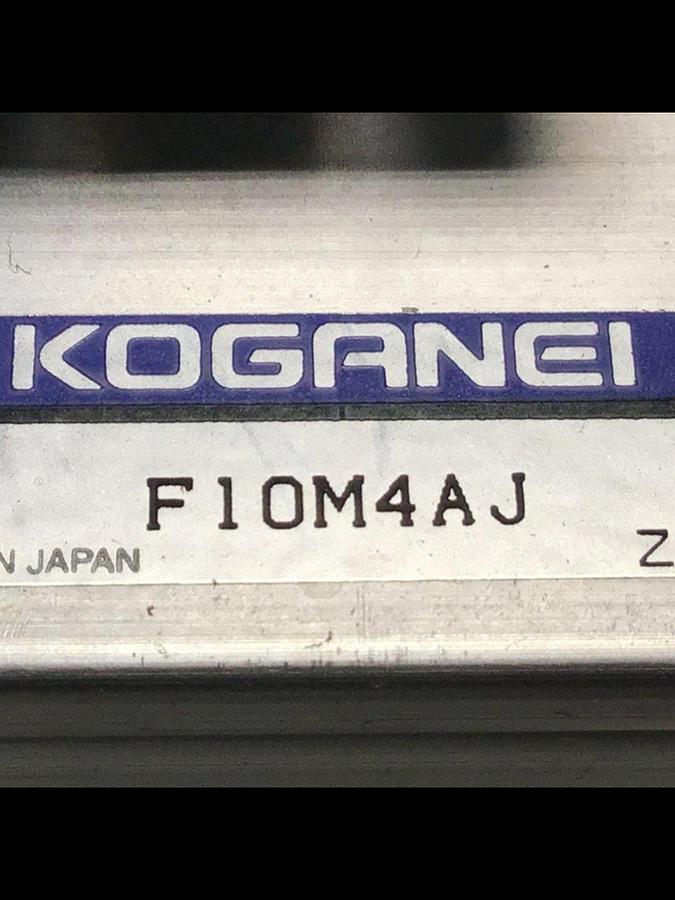 KOGANEI
F10M4AJ
N JAPAN
Z